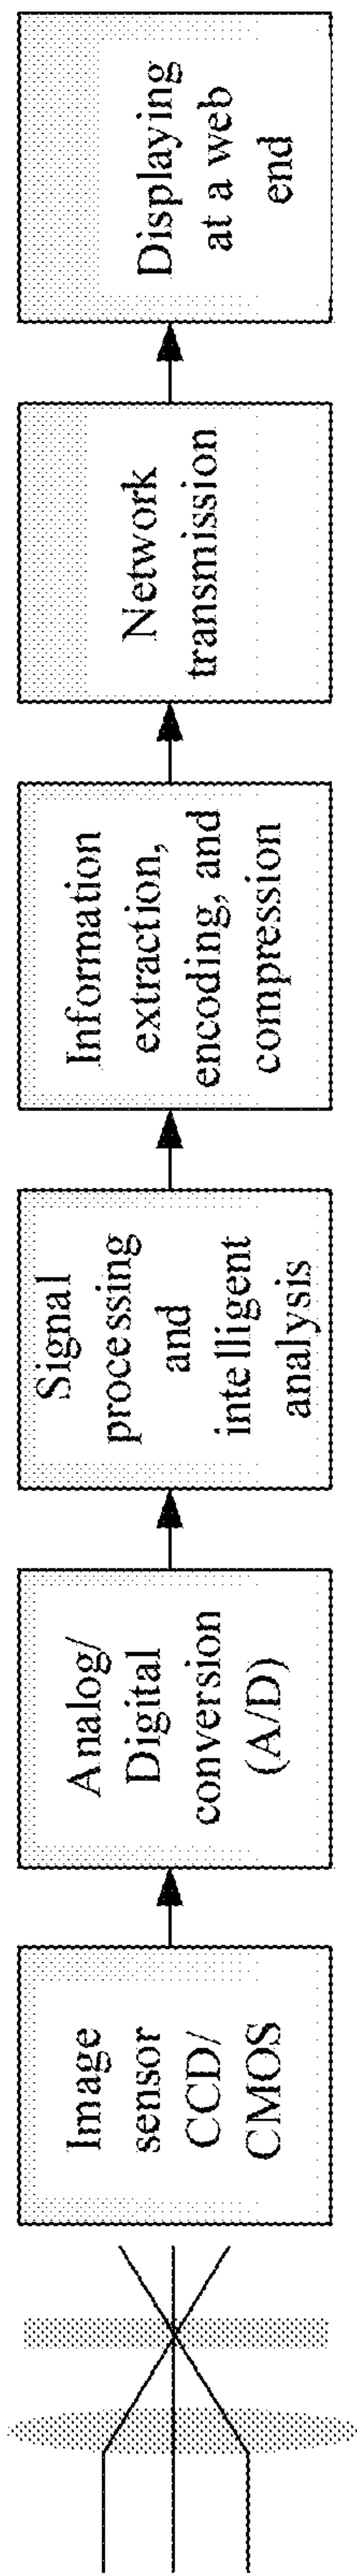 Image
sensor
CCD/
CMOS
Analog/
Digital
conversion
(A/D)
Signal
processing
and
intelligent
analysis
Information
extraction,
encoding, and
compression
Network
transmission
Displaying
at a web
end